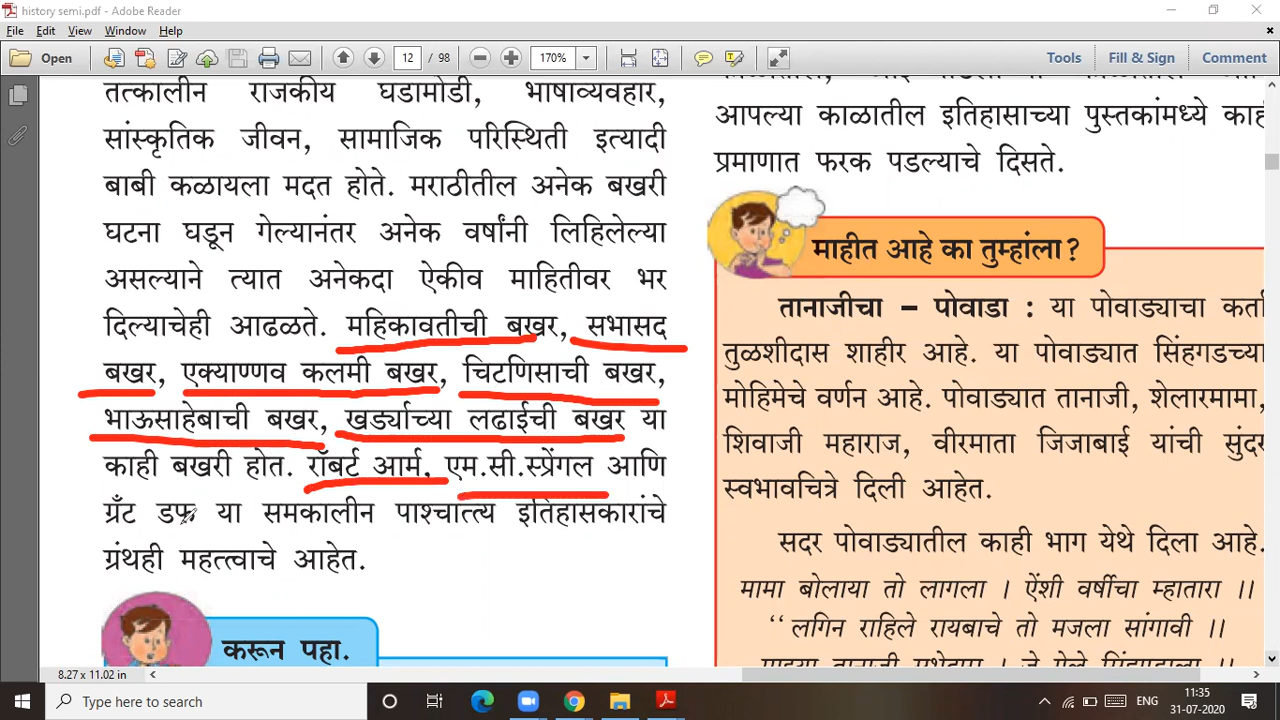 history semi.pdf - Adobe Reader
File Edit View Window Help
Open 12 / 98 170% Tools Fill & Sign Comment
तत्कालीन राजकीय घडामोडी, भाषाव्यवहार,
सांस्कृतिक जीवन, सामाजिक परिस्थिती इत्यादी
बाबी कळायला मदत होते. मराठीतील अनेक बखरी
घटना घडून गेल्यानंतर अनेक वर्षांनी लिहिलेल्या
असल्याने त्यात अनेकदा ऐकीव माहितीवर भर
दिल्याचेही आढळते. महिकावतीची बखर, सभासद
बखर, एक्याण्णव कलमी बखर, चिटणिसाची बखर,
भाऊसाहेबाची बखर, खर्ड्याच्या लढाईची बखर या
काही बखरी होत. रॉबर्ट आर्म, एम.सी.स्प्रेंगल आणि
ग्रँट डफ या समकालीन पाश्चात्त्य इतिहासकारांचे
ग्रंथही महत्त्वाचे आहेत.
करून पहा.
आपल्या काळातील इतिहासाच्या पुस्तकांमध्ये काही
प्रमाणात फरक पडल्याचे दिसते.
माहीत आहे का तुम्हांला?
तानाजीचा – पोवाडा : या पोवाड्याचा कर्ता
तुळशीदास शाहीर आहे. या पोवाड्यात सिंहगडच्या
मोहिमेचे वर्णन आहे. पोवाड्यात तानाजी, शेलारमामा,
शिवाजी महाराज, वीरमाता जिजाबाई यांची सुंदर
स्वभावचित्रे दिली आहेत.
सदर पोवाड्यातील काही भाग येथे दिला आहे.
मामा बोलाया तो लागला । ऐंशी वर्षीचा म्हातारा ।।
‘‘ लगिन राहिले रायबाचे तो मजला सांगावी ।।
8.27 x 11.02 in
Type here to search
ENG
11:35
31-07-2020